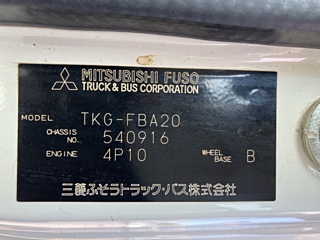 MITSUBISHI FUSO
TRUCK & BUS CORPORATION
MODEL TKG-FBA20
CHASSIS NO. 540916
ENGINE 4P10 WHEEL BASE B
三菱ふそうトラック・バス株式会社